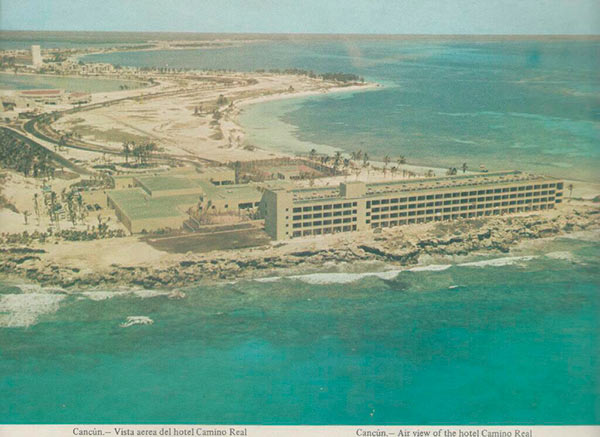 Cancún.— Vista aerea del hotel Camino Real
Cancún.— Air view of the hotel Camino Real